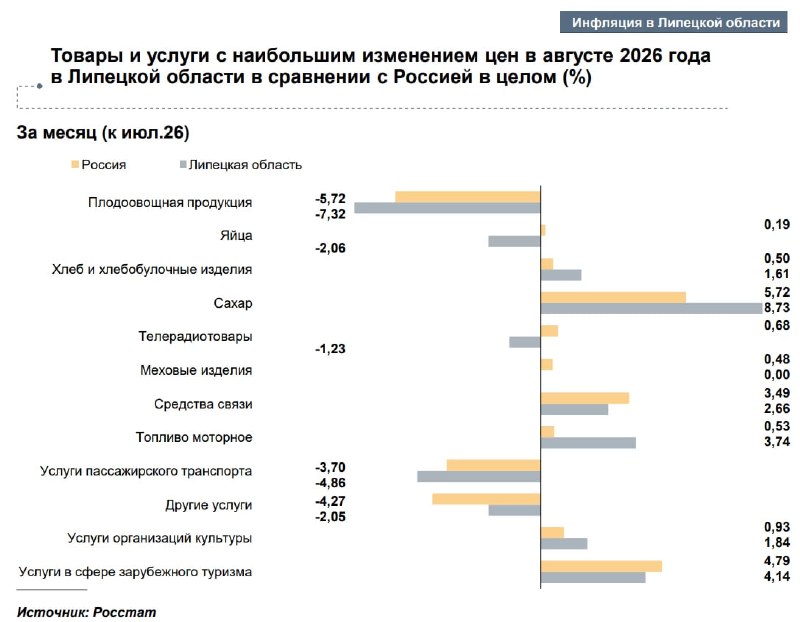 Инфляция в Липецкой области
Товары и услуги с наибольшим изменением цен в августе 2026 года
в Липецкой области в сравнении с Россией в целом (%)
За месяц (к июл.26)
Россия
Липецкая область
Плодоовощная продукция
-5,72
-7,32
Яйца
0,19
-2,06
Хлеб и хлебобулочные изделия
0,50
1,61
Сахар
5,72
8,73
Телерадиотовары
0,68
-1,23
Меховые изделия
0,48
0,00
Средства связи
3,49
2,66
Топливо моторное
0,53
3,74
Услуги пассажирского транспорта
-3,70
-4,86
Другие услуги
-4,27
-2,05
Услуги организаций культуры
0,93
1,84
Услуги в сфере зарубежного туризма
4,79
4,14
Источник: Росстат